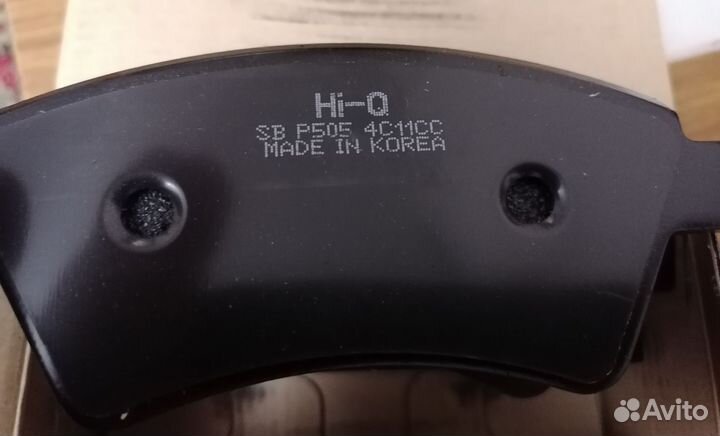 Hi-Q
SB P505 4C11CC
MADE IN KOREA
Avito